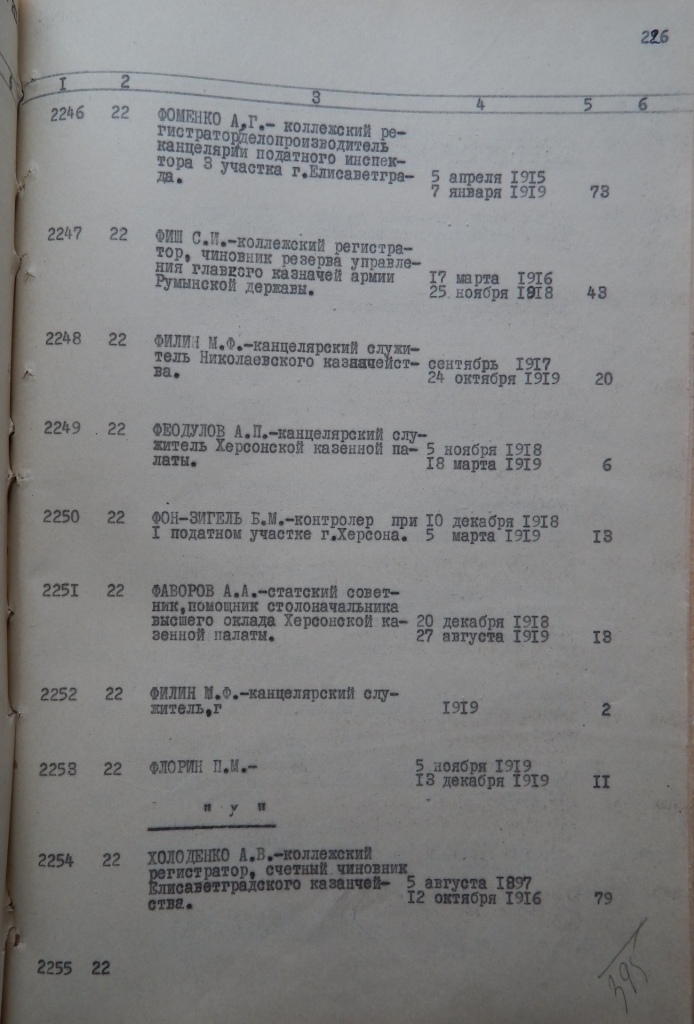 226
I 2 3 4 5 6
2246 22 ФОМЕНКО А.Г.- коллежский ре-
гистратор,делопроизводитель
канцелярии податного инспек-
тора 3 участка г.Елисаветгра- 5 апреля 1915
да. 7 января 1919 73
2247 22 ФИШ С.И.-коллежский регистра-
тор, чиновник резерва управле-
ния главвого казначей армии 17 марта 1916
Румынской державы. 25 ноября 1918 43
2248 22 ФИЛИН М.Ф.-канцелярский служи-
тель Николаевского казначейст- сентябрь 1917
ва. 24 октября 1919 20
2249 22 ФЕОДУЛОВ А.П.-канцелярский слу-
житель Херсонской казенной па- 5 ноября 1918
латы. 18 марта 1919 6
2250 22 ФОН-ЗИГЕЛЬ Б.М.-контролер при 10 декабря 1918
I податном участке г.Херсона. 5 марта 1919 13
2251 22 ФАВОРОВ А.А.-статский совет-
ник,помощник столоначальника
высшего оклада Херсонской ка- 20 декабря 1918
зенной палаты. 27 августа 1919 13
2252 22 ФИЛИН М.Ф.-канцелярский слу-
житель,г 1919 2
2253 22 ФЛОРИН П.М.- 5 ноября 1919
13 декабря 1919 II
" У "
2254 22 ХОЛОДЕНКО А.В.-коллежский
регистратор, счетный чиновник
Елисаветградского казанчей- 5 августа 1897
ства. 12 октября 1916 79
2255 22
395